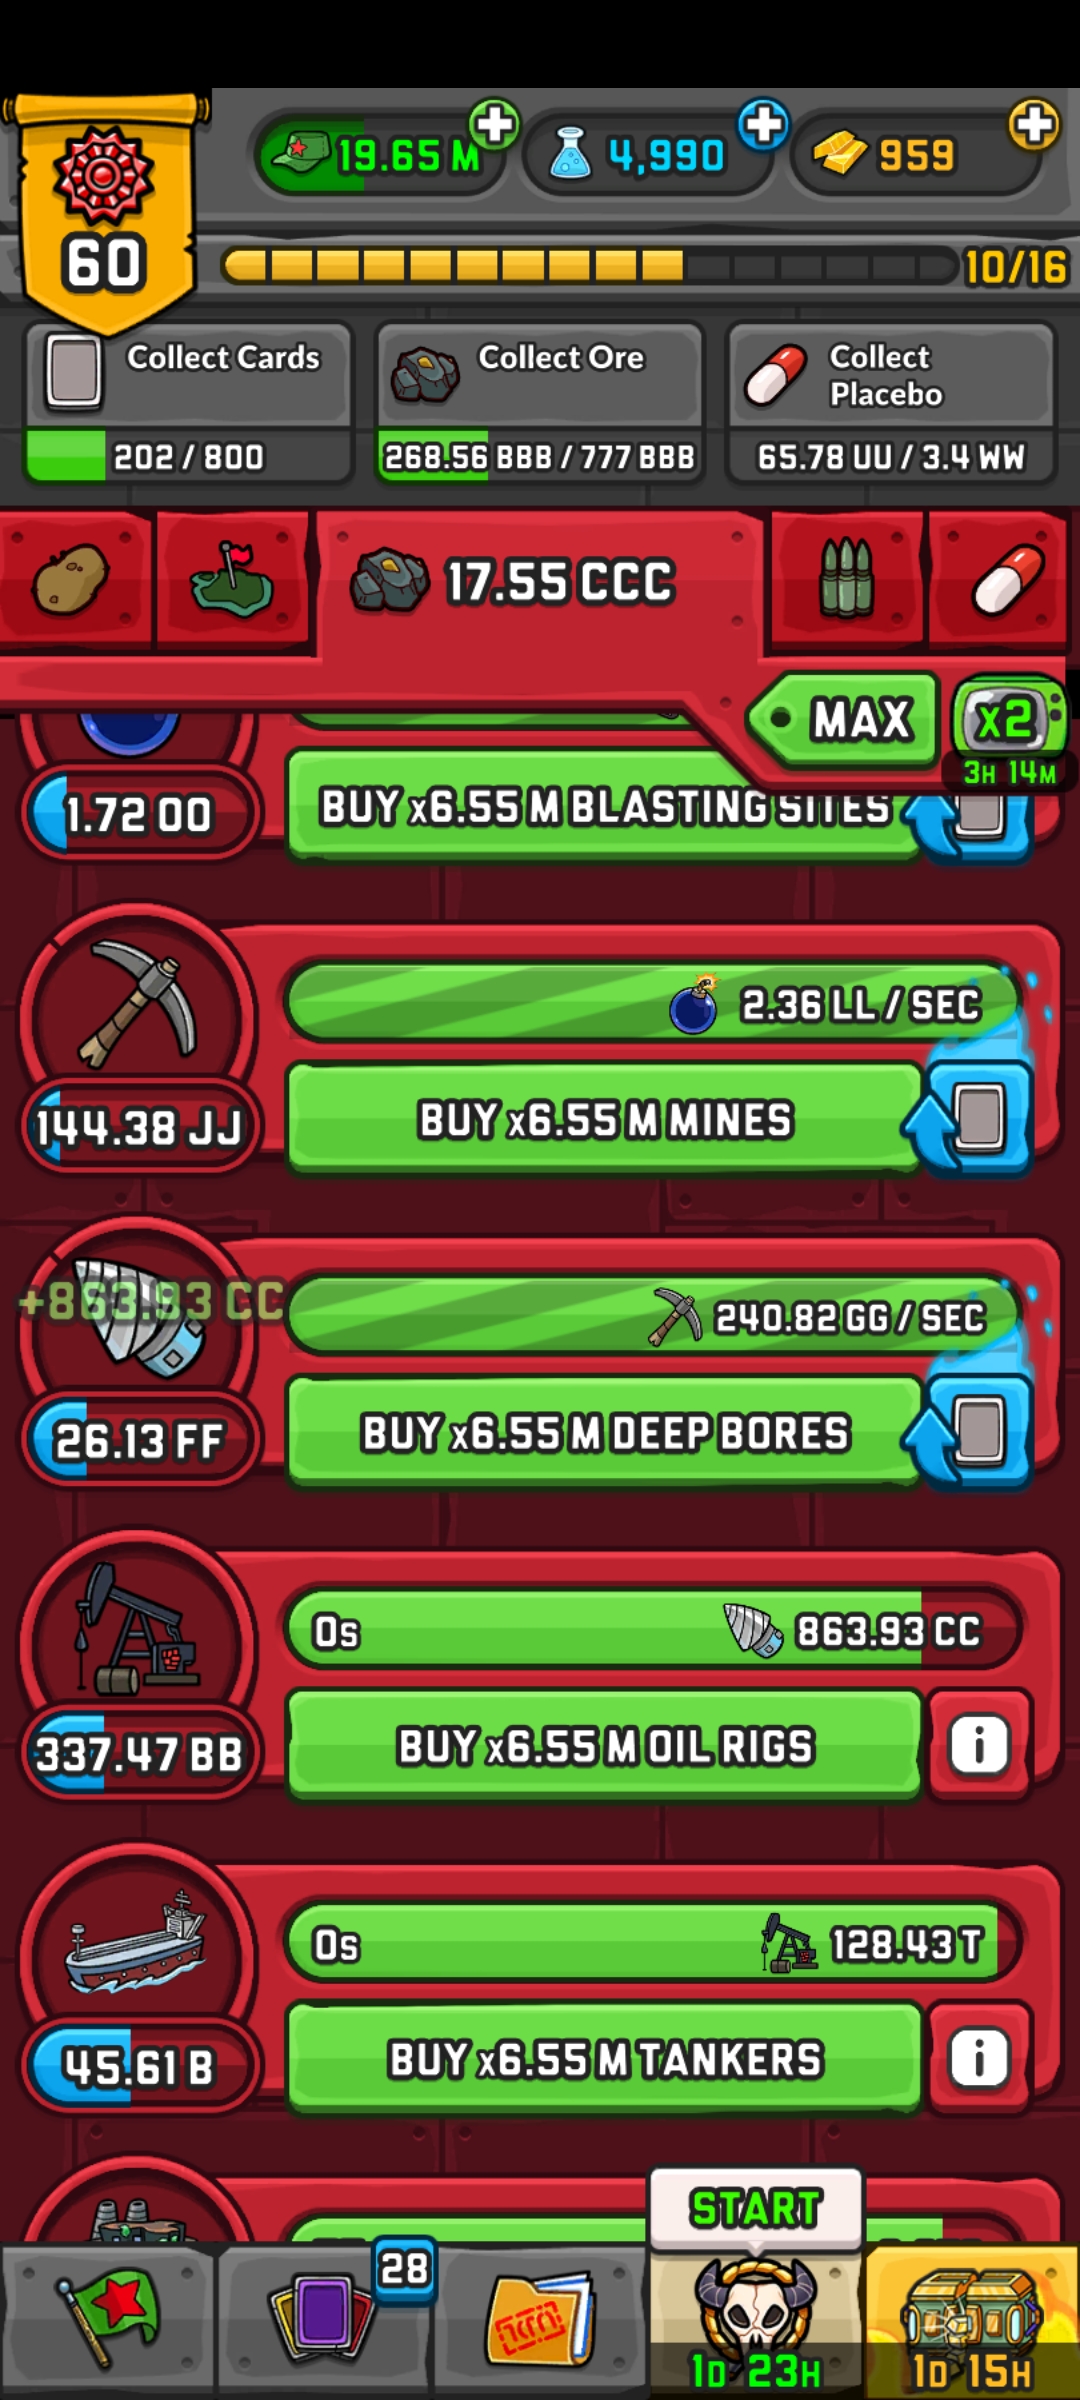 19.65 M
4,990
959
60
10/16
Collect Cards
202 / 800
Collect Ore
268.56 BBB / 777 BBB
Collect
Placebo
65.78 UU / 3.4 WW
17.55 CCC
MAX
x2
3H 14M
1.72 OO
BUY x6.55 M BLASTING SITES
2.36 LL / SEC
144.38 JJ
BUY x6.55 M MINES
+863.93 CC
240.82 GG / SEC
26.13 FF
BUY x6.55 M DEEP BORES
0s
863.93 CC
337.47 BB
BUY x6.55 M OIL RIGS
i
0s
128.43 T
45.61 B
BUY x6.55 M TANKERS
i
START
28
1D 23H
1D 15H